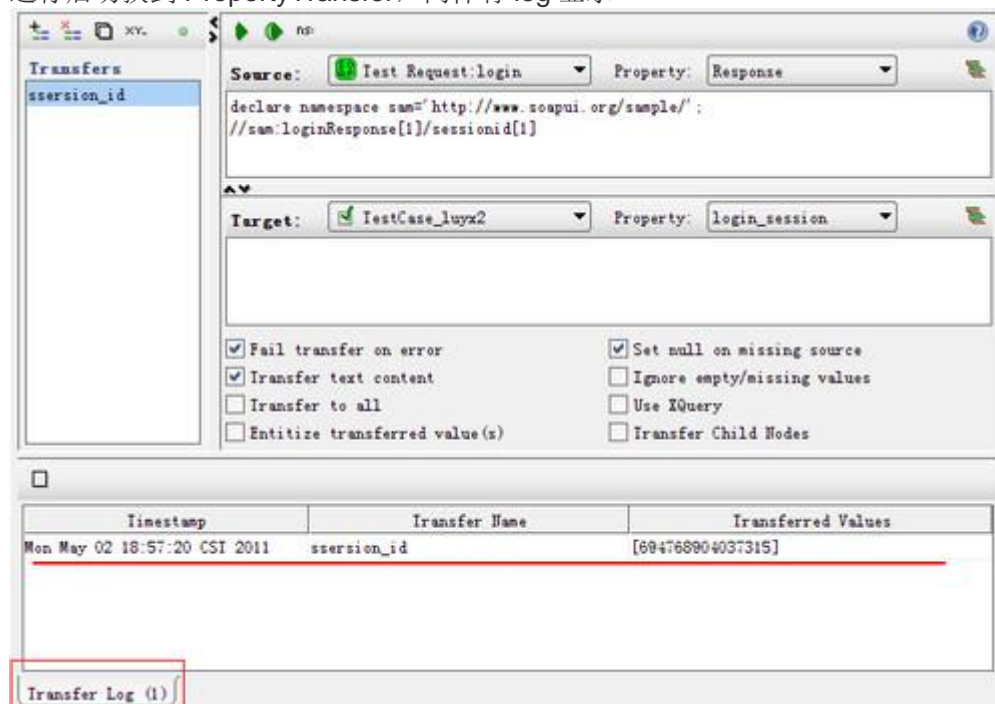 XY.
ns:
Transfers
ssersion_id
Source: Test Request:login Property: Response
declare namespace sam='http://www.soapui.org/sample/';
//sam:loginResponse[1]/sessionid[1]
Target: TestCase_luyx2 Property: login_session
Fail transfer on error Set null on missing source
Transfer text content Ignore empty/missing values
Transfer to all Use XQuery
Entitize transferred value(s) Transfer Child Nodes
Timestamp Transfer Name Transferred Values
Mon May 02 18:57:20 CST 2011 ssersion_id [694768904037315]
Transfer Log (1)